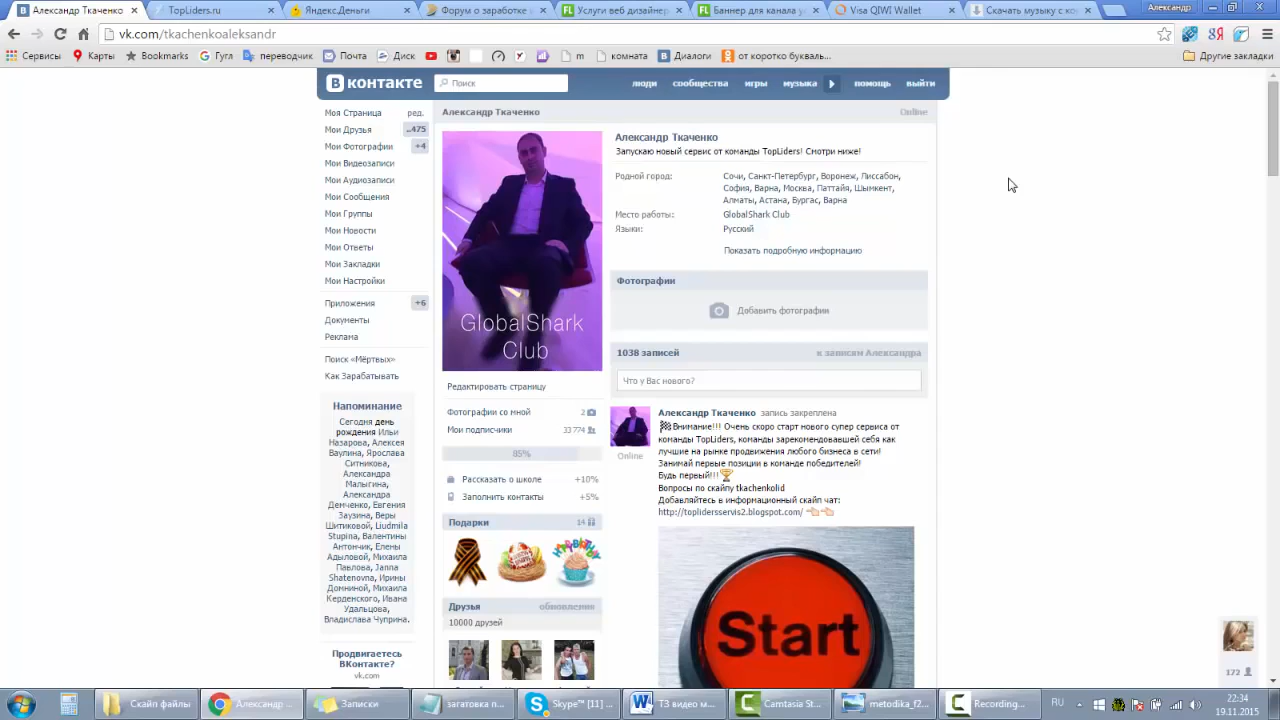 Александр Ткаченко
TopLiders.ru
Яндекс.Деньги
Форум о заработке
Услуги веб дизайнер
Баннер для канала y
Visa QIWI Wallet
Скачать музыку с ко
Александр
vk.com/tkachenkoaleksandr
Сервисы
Карты
Bookmarks
Гугл
переводчик
Почта
Диск
m
комната
Диалоги
от коротко букваль...
Другие закладки
В контакте
Поиск
люди
сообщества
игры
музыка
помощь
выйти
Моя Страница
ред.
Мои Друзья
..475
Мои Фотографии
+4
Мои Видеозаписи
Мои Аудиозаписи
Мои Сообщения
Мои Группы
Мои Новости
Мои Ответы
Мои Закладки
Мои Настройки
Приложения
+6
Документы
Реклама
Поиск «Мёртвых»
Как Зарабатывать
Напоминание
Сегодня день
рождения Ильи
Назарова, Алексея
Ваулина, Ярослава
Ситникова,
Александра
Малыгина,
Александра
Демченко, Евгения
Заузина, Веры
Шитиковой, Liudmila
Stupina, Валентины
Антончик, Елены
Адыловой, Михаила
Павлова, Janna
Shatenovna, Ирины
Домниной, Михаила
Керденского, Ивана
Удальцова,
Владислава Чуприна.
Продвигаетесь
ВКонтакте?
vk.com
Александр Ткаченко
Online
GlobalShark
Club
Редактировать страницу
Фотографии со мной
2
Мои подписчики
33 774
85%
Рассказать о школе
+10%
Заполнить контакты
+5%
Подарки
14
Друзья
обновления
10000 друзей
Александр Ткаченко
Запускаю новый сервис от команды TopLiders! Смотри ниже!
Родной город:
Сочи, Санкт-Петербург, Воронеж, Лиссабон,
София, Варна, Москва, Паттайя, Шымкент,
Алматы, Астана, Бургас, Варна
Место работы:
GlobalShark Club
Языки:
Русский
Показать подробную информацию
Фотографии
Добавить фотографии
1038 записей
к записям Александра
Что у Вас нового?
Александр Ткаченко запись закреплена
Внимание!!! Очень скоро старт нового супер сервиса от
команды TopLiders, команды зарекомендовавшей себя как
лучшие на рынке продвижения любого бизнеса в сети!
Занимай первые позиции в команде победителей!
Будь первый!!!
Вопросы по скайпу tkachenkolid
Добавляйтесь в информационный скайп чат:
http://toplidersservis2.blogspot.com/
Online
Start
172
Скайп файлы
Александр ...
Записки
заготовка п...
Skype™ [11] ...
ТЗ видео м...
Camtasia St...
metodika_f2...
Recording...
RU
22:34
19.11.2015